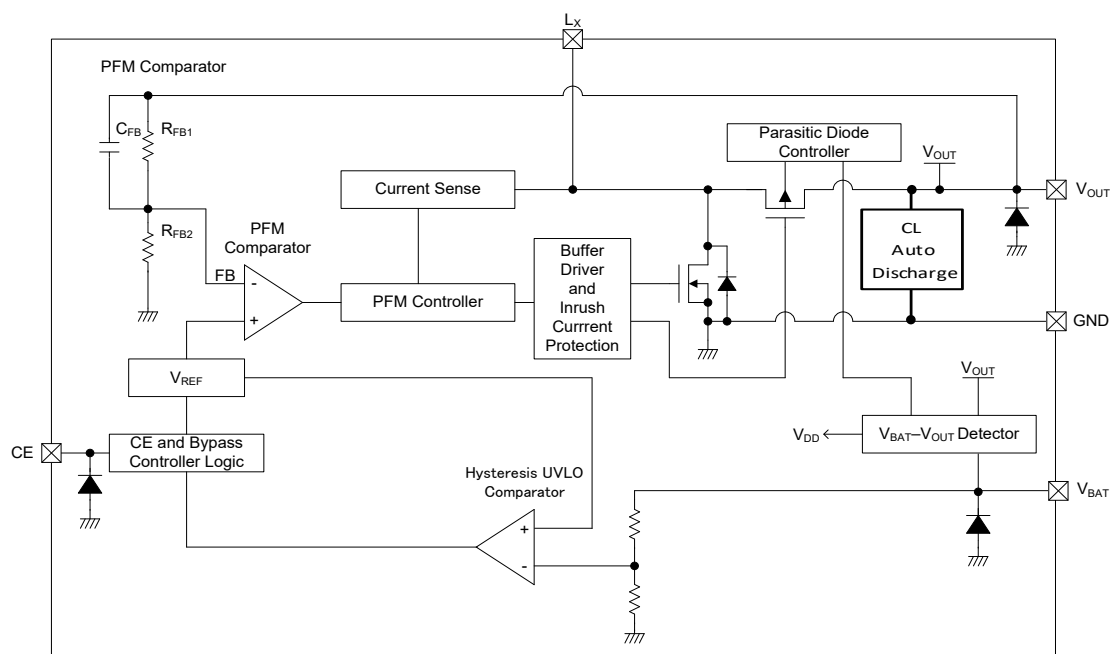 LX
PFM Comparator
CFB
RFB1
Parasitic Diode
Controller
VOUT
Current Sense
VOUT
RFB2
PFM
Comparator
Buffer
Driver
and
Inrush
Currrent
Protection
CL
Auto
Discharge
FB
-
+
PFM Controller
GND
VREF
VOUT
CE
CE and Bypass
Controller Logic
VDD
VBAT–VOUT Detector
Hysteresis UVLO
Comparator
VBAT
+
-